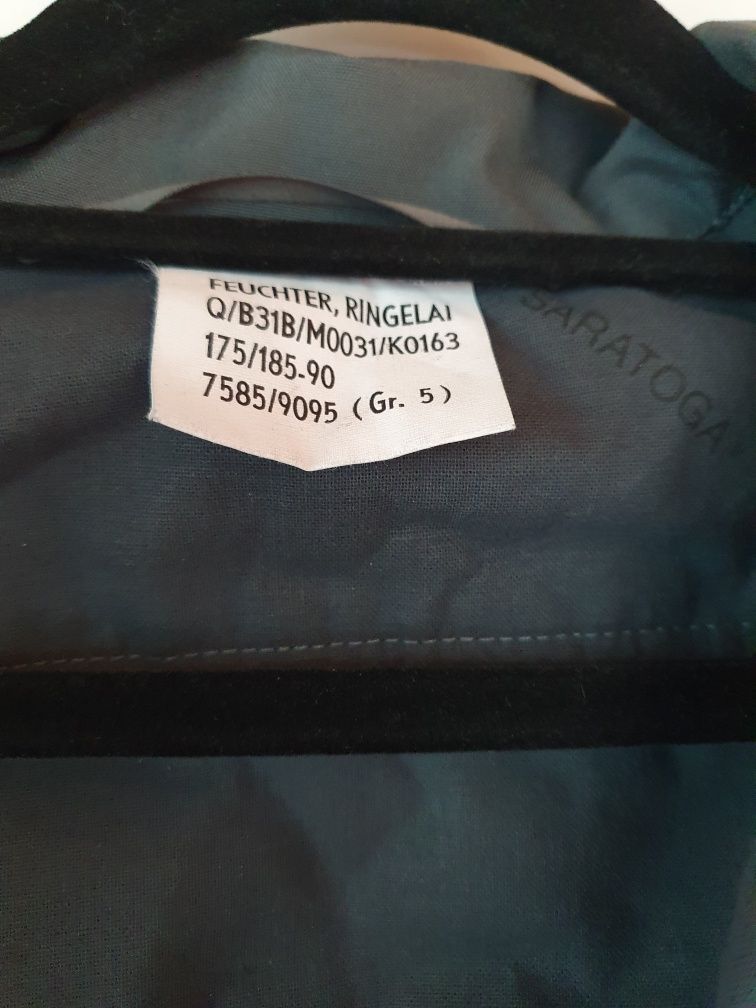 FEUCHTER, RINGELAI
Q/B31B/M0031/K0163
175/185-90
7585/9095 (Gr. 5)
SARATOGA